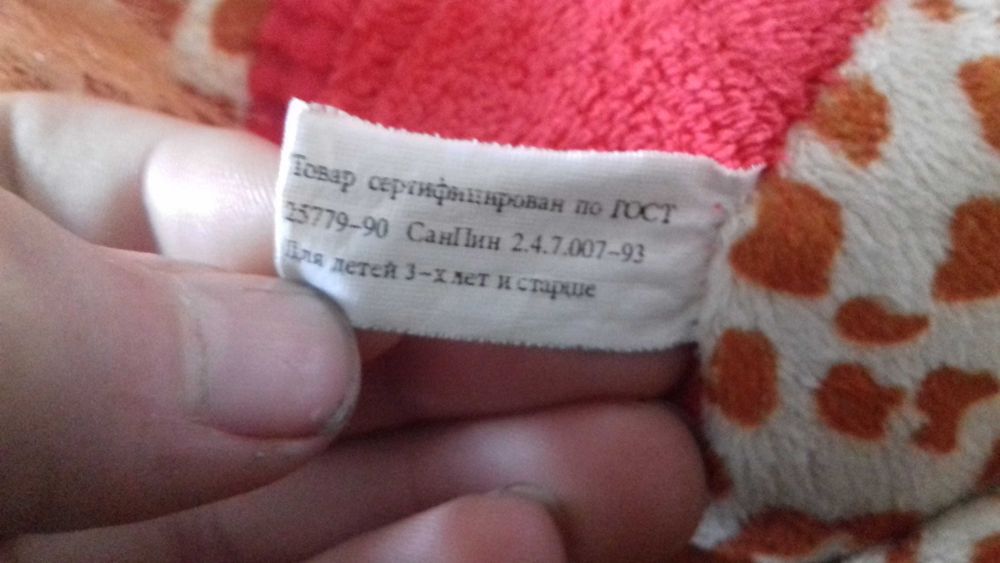 Товар сертифицирован по ГОСТ
25779-90 СанПин 2.4.7.007-93
Для детей 3-х лет и старше